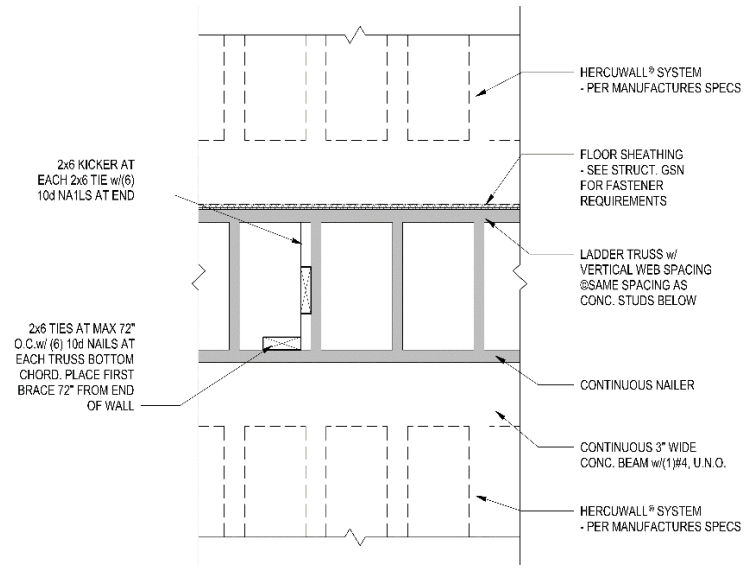 HERCUWALL® SYSTEM
- PER MANUFACTURES SPECS
2x6 KICKER AT
EACH 2x6 TIE w/(6)
10d NA1LS AT END
FLOOR SHEATHING
- SEE STRUCT. GSN
FOR FASTENER
REQUIREMENTS
LADDER TRUSS w/
VERTICAL WEB SPACING
©SAME SPACING AS
CONC. STUDS BELOW
2x6 TIES AT MAX 72"
O.C.w/ (6) 10d NAILS AT
EACH TRUSS BOTTOM
CHORD. PLACE FIRST
BRACE 72" FROM END
OF WALL
CONTINUOUS NAILER
CONTINUOUS 3" WIDE
CONC. BEAM w/(1)#4, U.N.O.
HERCUWALL® SYSTEM
- PER MANUFACTURES SPECS